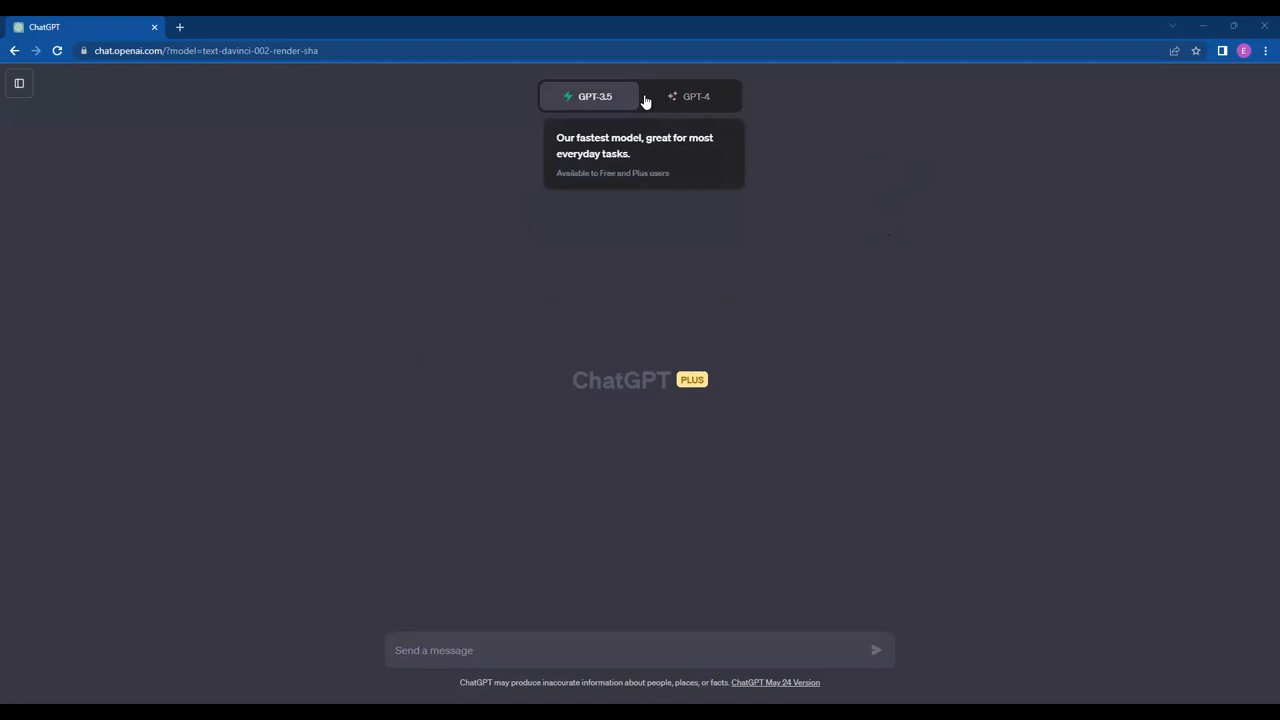 ChatGPT
chat.openai.com/?model=text-davinci-002-render-sha
E
GPT-3.5
GPT-4
Our fastest model, great for most
everyday tasks.
Available to Free and Plus users
ChatGPT PLUS
Send a message
ChatGPT may produce inaccurate information about people, places, or facts. ChatGPT May 24 Version